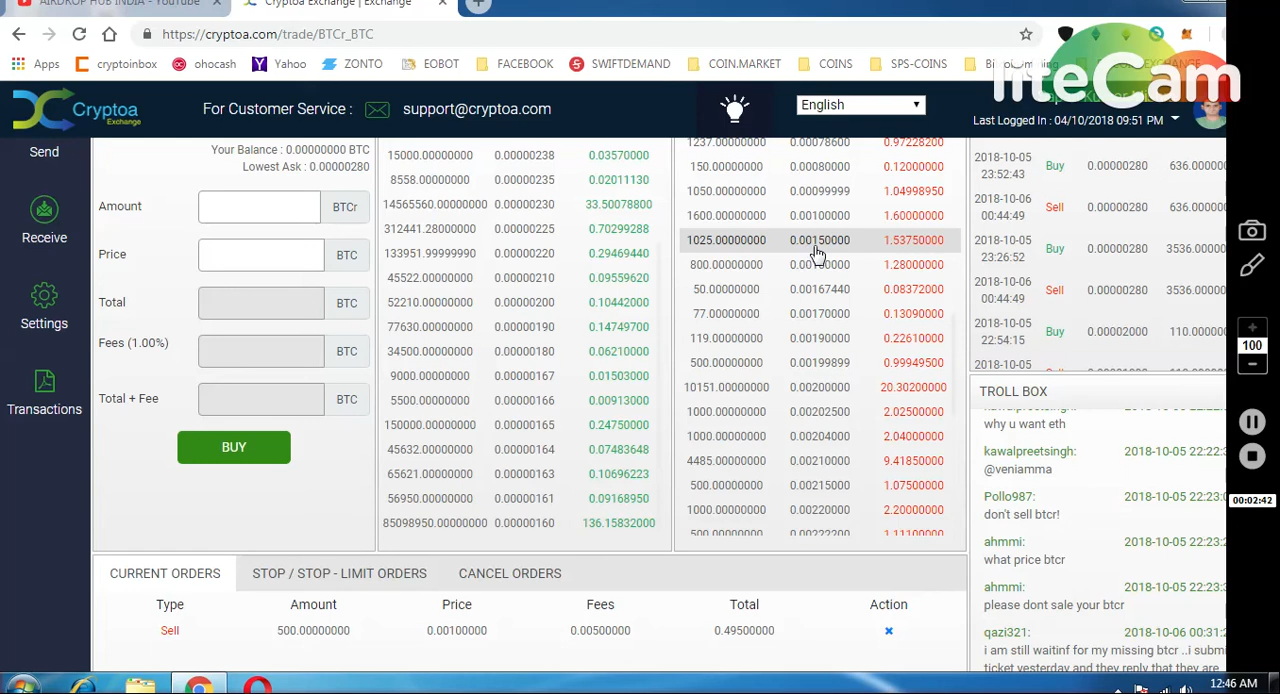 AIRDROP HUB INDIA - YouTube
Cryptoa Exchange | Exchange
https://cryptoa.com/trade/BTCr_BTC
Apps cryptoinbox ohocash Yahoo ZONTO EOBOT FACEBOOK SWIFTDEMAND COIN.MARKET COINS SPS-COINS
liteCam
Cryptoa
Exchange
For Customer Service : support@cryptoa.com
English
Last Logged In : 04/10/2018 09:51 PM
Send
Receive
Settings
Transactions
Your Balance : 0.00000000 BTC
Lowest Ask : 0.00000280
Amount BTCr
Price BTC
Total BTC
Fees (1.00%) BTC
Total + Fee BTC
BUY
15000.00000000 0.00000238 0.03570000
8558.00000000 0.00000235 0.02011130
14565560.00000000 0.00000230 33.50078800
312441.28000000 0.00000225 0.70299288
133951.99999990 0.00000220 0.29469440
45522.00000000 0.00000210 0.09559620
52210.00000000 0.00000200 0.10442000
77630.00000000 0.00000190 0.14749700
34500.00000000 0.00000180 0.06210000
9000.00000000 0.00000167 0.01503000
5500.00000000 0.00000166 0.00913000
150000.00000000 0.00000165 0.24750000
45632.00000000 0.00000164 0.07483648
65621.00000000 0.00000163 0.10696223
56950.00000000 0.00000161 0.09168950
85098950.00000000 0.00000160 136.15832000
1237.00000000 0.00078600 0.97228200
150.00000000 0.00080000 0.12000000
1050.00000000 0.00099999 1.04998950
1600.00000000 0.00100000 1.60000000
1025.00000000 0.00150000 1.53750000
800.00000000 1.28000000
50.00000000 0.00167440 0.08372000
77.00000000 0.00170000 0.13090000
119.00000000 0.00190000 0.22610000
500.00000000 0.00199899 0.99949500
10151.00000000 0.00200000 20.30200000
1000.00000000 0.00202500 2.02500000
1000.00000000 0.00204000 2.04000000
4485.00000000 0.00210000 9.41850000
500.00000000 0.00215000 1.07500000
1000.00000000 0.00220000 2.20000000
500.00000000 0.00222200 1.11100000
2018-10-05
23:52:43 Buy 0.00000280 636.00000
2018-10-06
00:44:49 Sell 0.00000280 636.00000
2018-10-05
23:26:52 Buy 0.00000280 3536.0000
2018-10-06
00:44:49 Sell 0.00000280 3536.0000
2018-10-05
22:54:15 Buy 0.00002000 110.00000
2018-10-05
TROLL BOX
kawalpreetsingh:
why u want eth
kawalpreetsingh: 2018-10-05 22:22:3
@veniamma
Pollo987: 2018-10-05 22:23:0
don't sell btcr!
ahmmi: 2018-10-05 22:23:2
what price btcr
ahmmi: 2018-10-05 22:23:2
please dont sale your btcr
qazi321: 2018-10-06 00:31:2
i am still waitinf for my missing btcr ..i submi
ticket yesterday and they reply that they are
CURRENT ORDERS STOP / STOP - LIMIT ORDERS CANCEL ORDERS
Type Amount Price Fees Total Action
Sell 500.00000000 0.00100000 0.00500000 0.49500000
100
00:02:42
12:46 AM